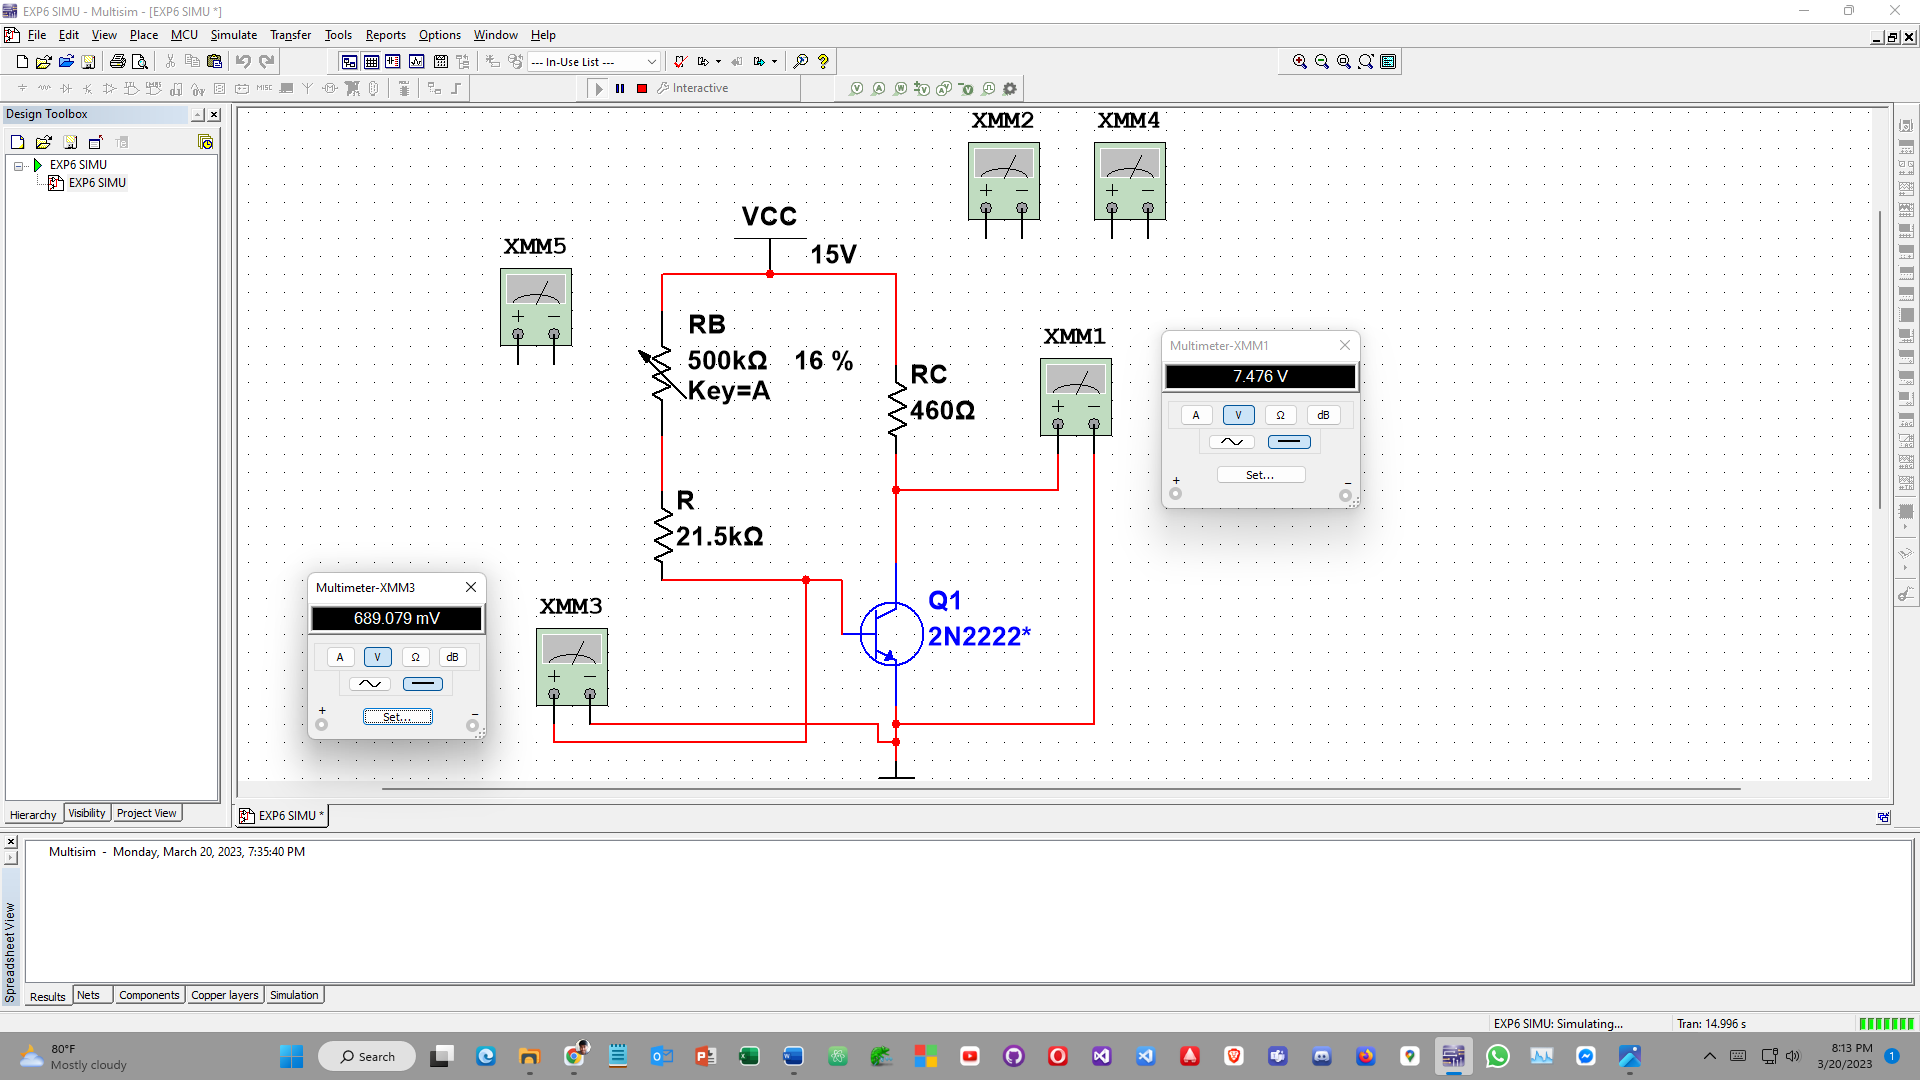 EXP6 SIMU - Multisim - [EXP6 SIMU *]
File Edit View Place MCU Simulate Transfer Tools Reports Options Window Help
--- In-Use List ---
Interactive
Design Toolbox
EXP6 SIMU
EXP6 SIMU
XMM2
XMM4
VCC
15V
XMM5
RB
500kΩ 16 %
Key=A
RC
460Ω
XMM1
Multimeter-XMM1
7.476 V
A V Ω dB
Set...
R
21.5kΩ
Multimeter-XMM3
689.079 mV
A V Ω dB
Set...
XMM3
Q1
2N2222*
Hierarchy Visibility Project View
EXP6 SIMU *
Multisim - Monday, March 20, 2023, 7:35:40 PM
Spreadsheet View
Results Nets Components Copper layers Simulation
EXP6 SIMU: Simulating... Tran: 14.996 s
80°F
Mostly cloudy
Search
8:13 PM
3/20/2023
1